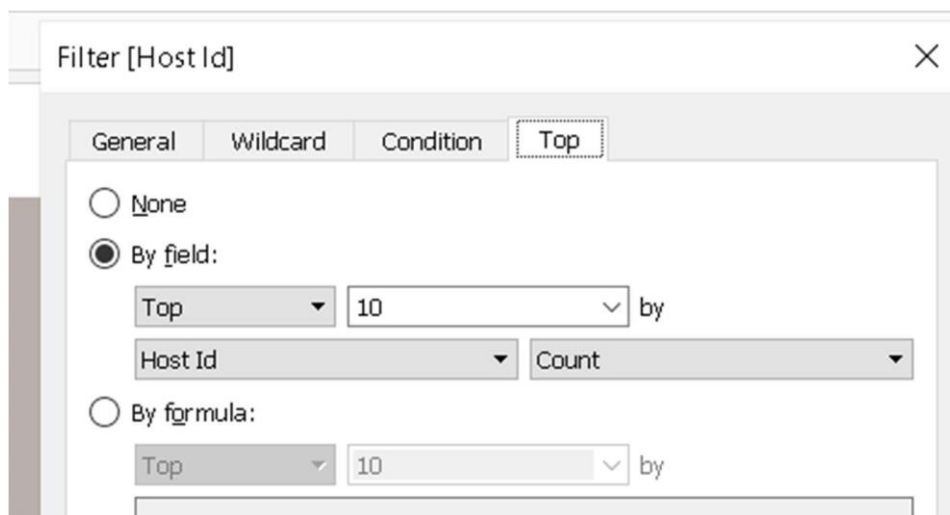 Filter [Host Id]
General Wildcard Condition Top
None
By field:
Top 10 by
Host Id Count
By formula:
Top 10 by